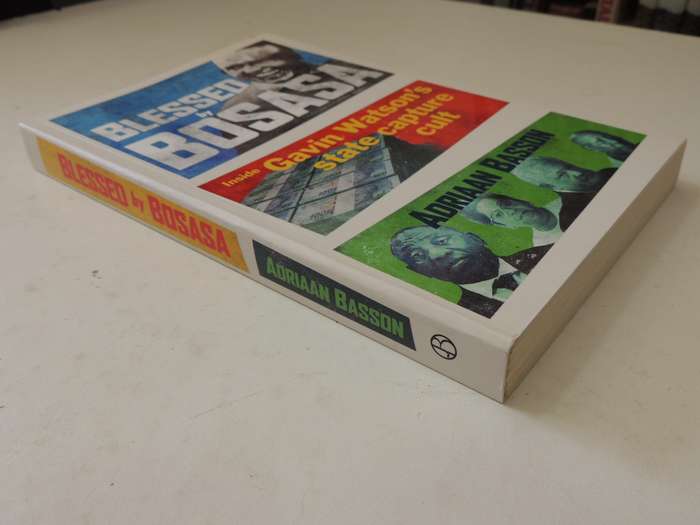 BLESSED
by
BOSASA
Inside Gavin Watson's
state capture
cult
ADRIAAN BASSON
BLESSED by BOSASA
ADRIAAN BASSON